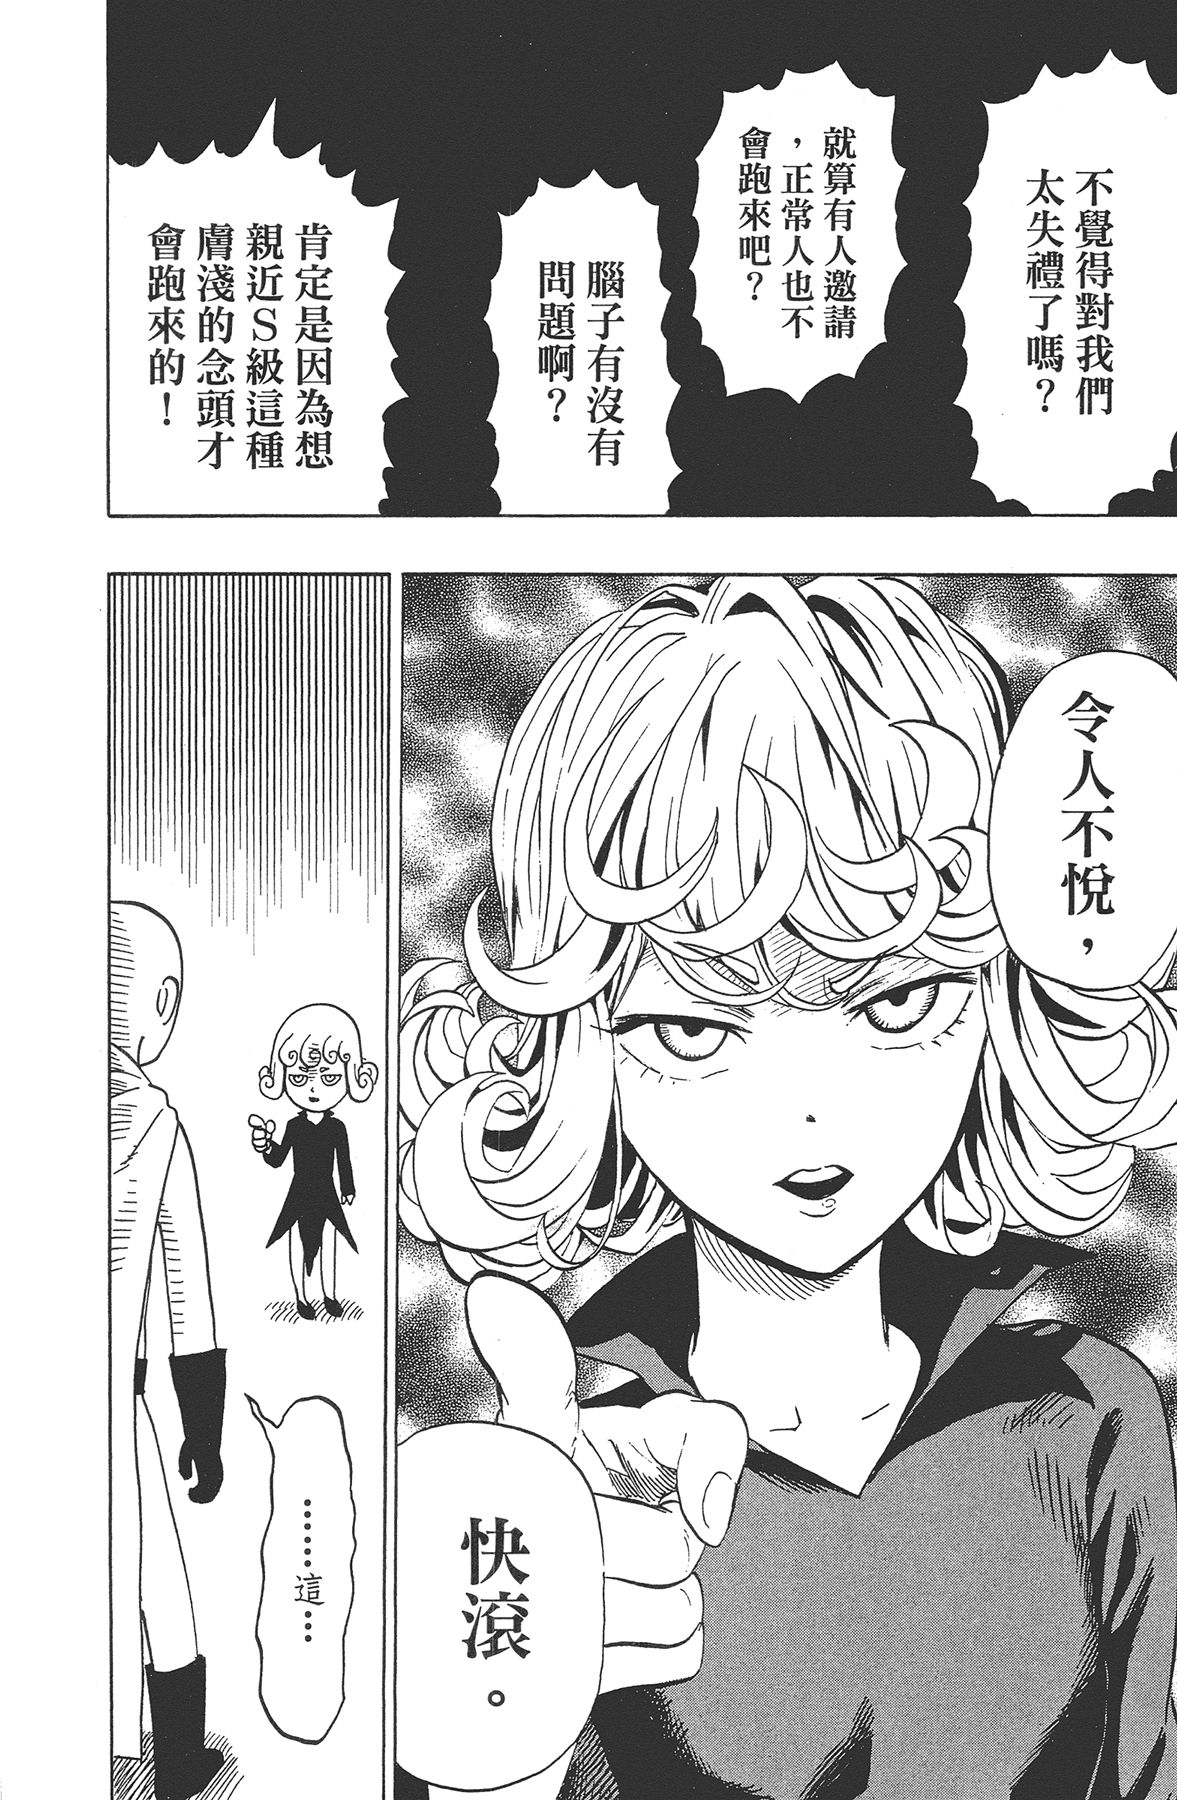 不覺得對我們
太失禮了嗎？
就算有人邀請
，正常人也不
會跑來吧？
腦子有沒有
問題啊？
肯定是因為想
親近Ｓ級這種
膚淺的念頭才
會跑來的！
令人不悅，
快滾。
……這…